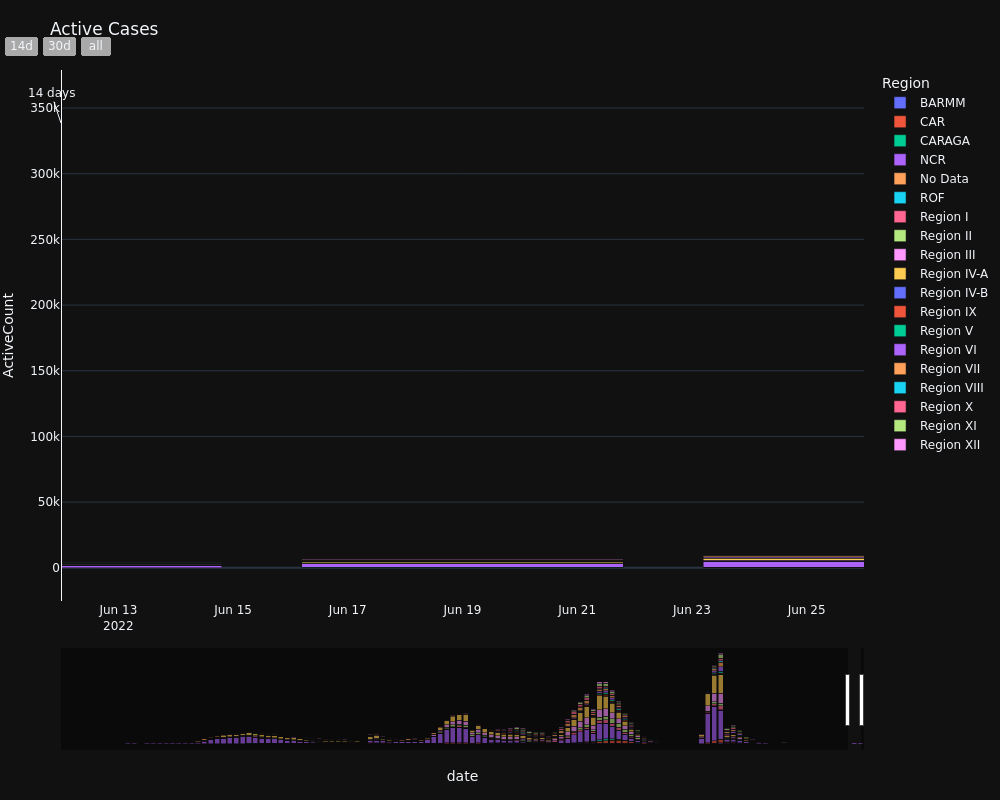 Active Cases
14d 30d all
14 days
350k
300k
250k
200k
150k
100k
50k
0
ActiveCount
Jun 13
2022
Jun 15
Jun 17
Jun 19
Jun 21
Jun 23
Jun 25
date
Region
BARMM
CAR
CARAGA
NCR
No Data
ROF
Region I
Region II
Region III
Region IV-A
Region IV-B
Region IX
Region V
Region VI
Region VII
Region VIII
Region X
Region XI
Region XII